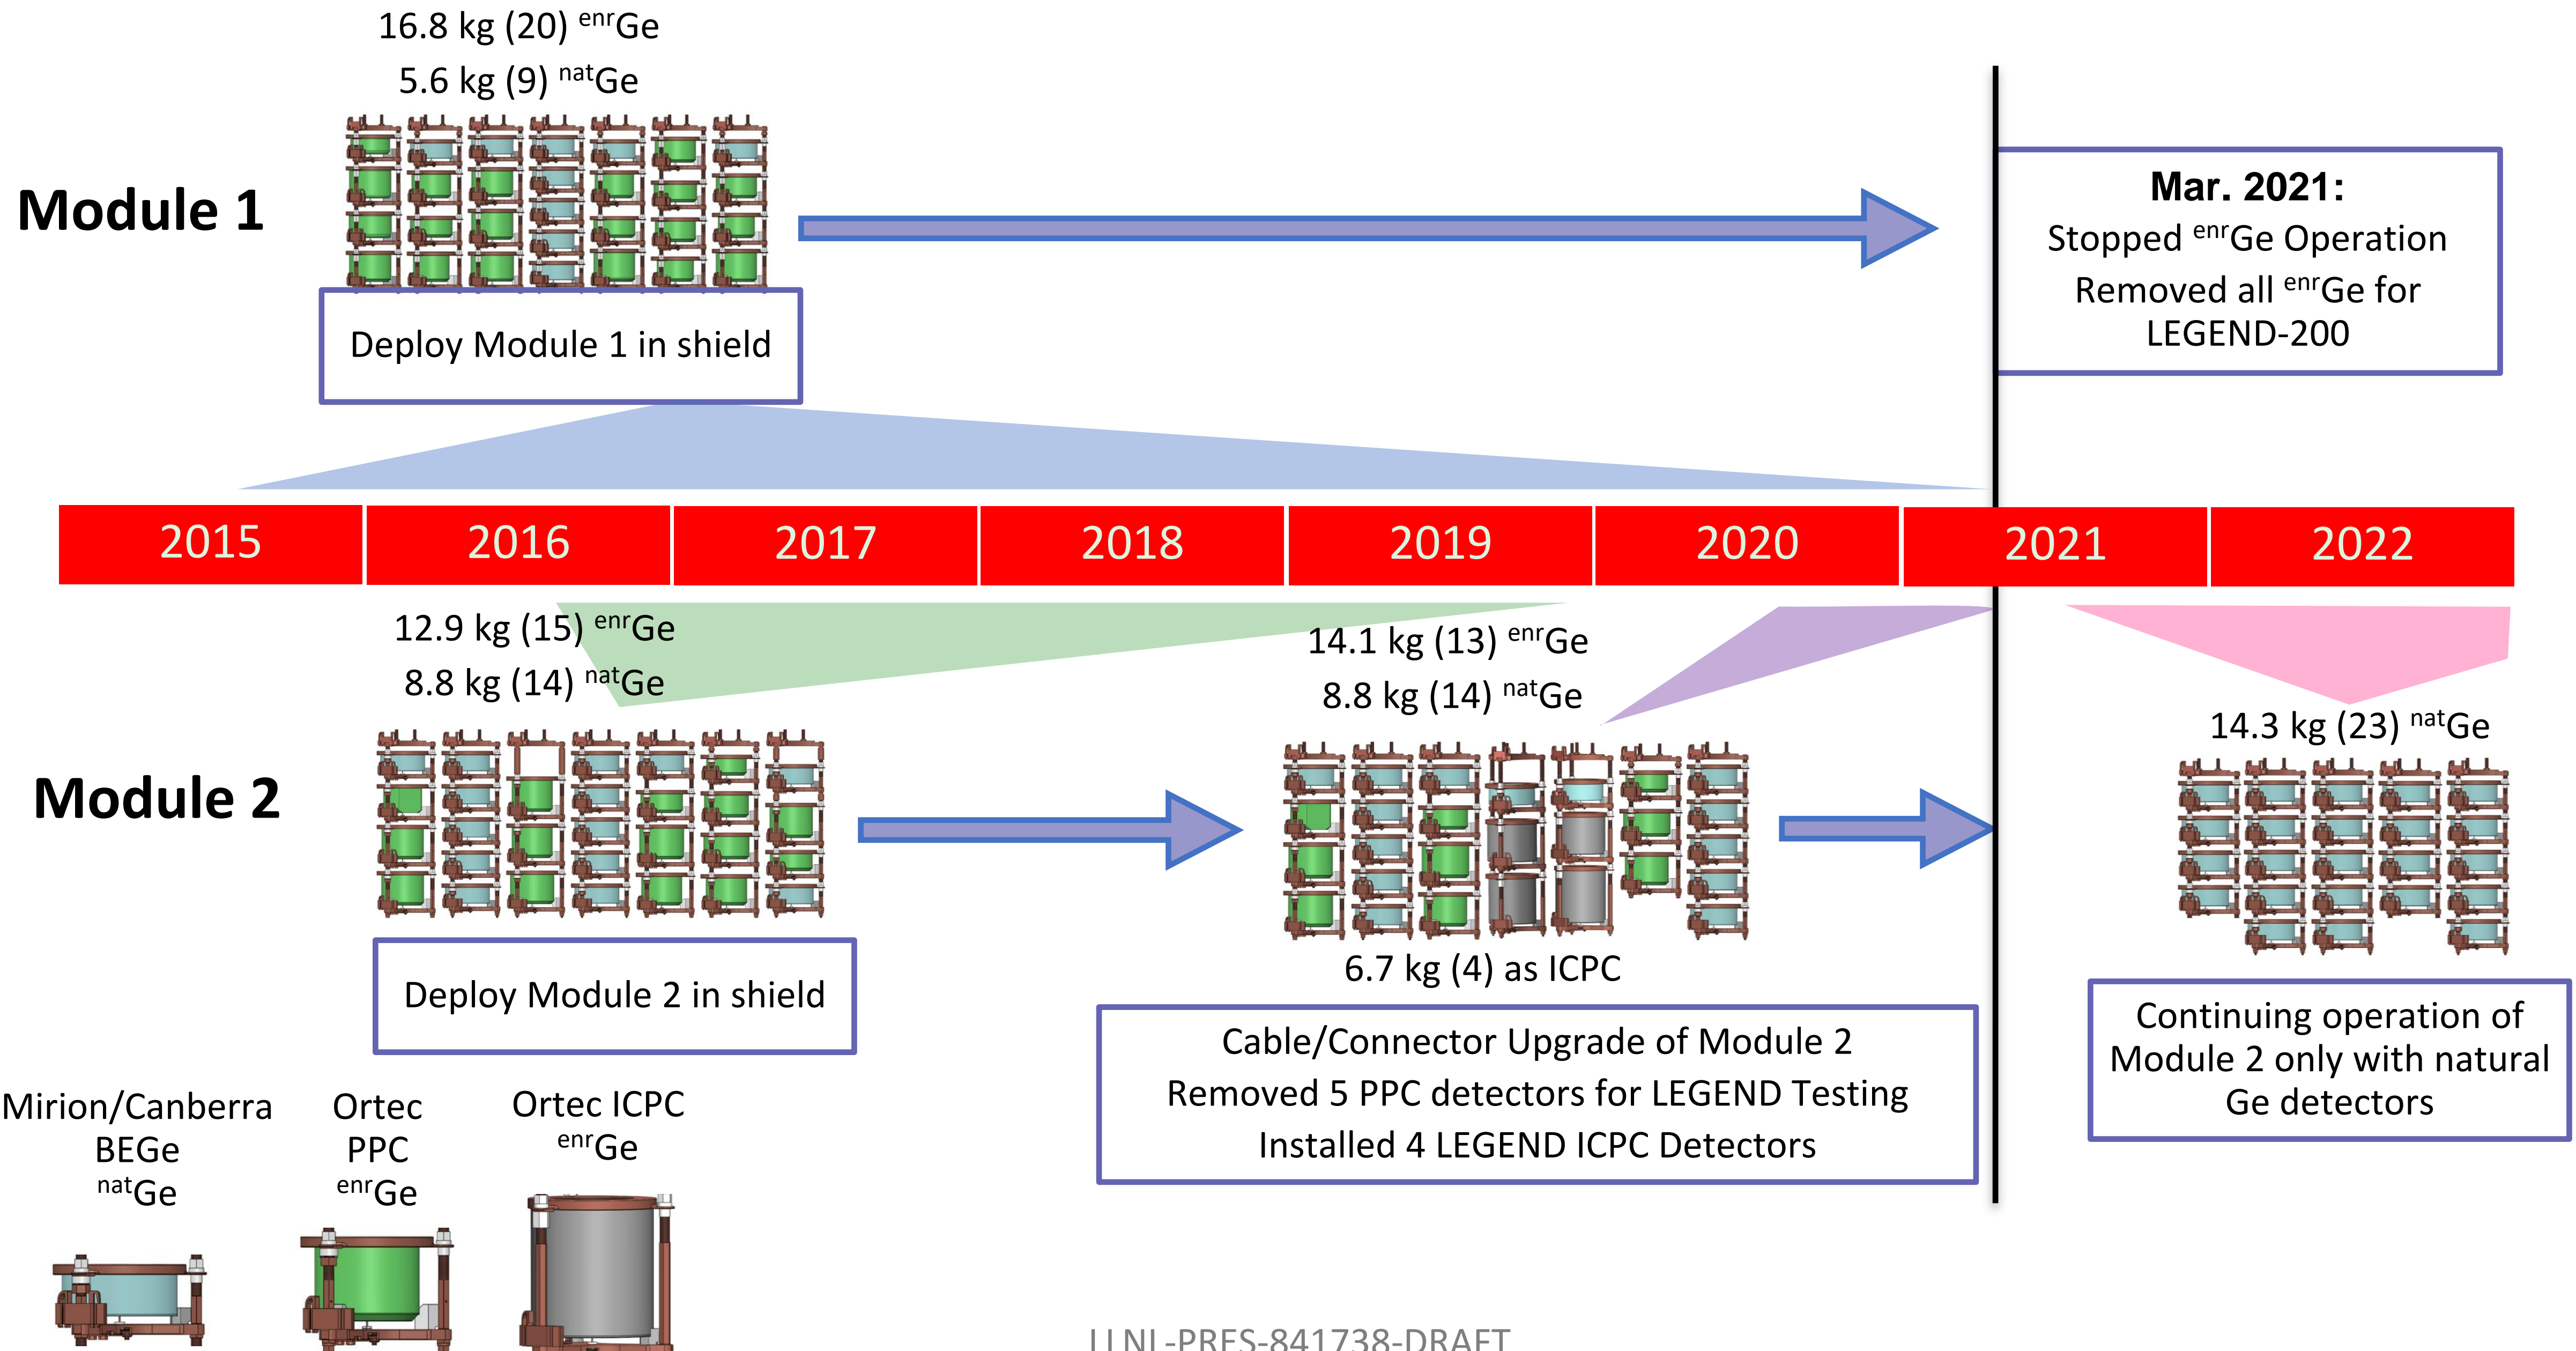 16.8 kg (20) enrGe
5.6 kg (9) natGe
Module 1
Deploy Module 1 in shield
Mar. 2021:
Stopped enrGe Operation
Removed all enrGe for
LEGEND-200
2015 2016 2017 2018 2019 2020 2021 2022
12.9 kg (15) enrGe
8.8 kg (14) natGe
14.1 kg (13) enrGe
8.8 kg (14) natGe
14.3 kg (23) natGe
Module 2
Deploy Module 2 in shield
6.7 kg (4) as ICPC
Cable/Connector Upgrade of Module 2
Removed 5 PPC detectors for LEGEND Testing
Installed 4 LEGEND ICPC Detectors
Continuing operation of
Module 2 only with natural
Ge detectors
Mirion/Canberra
BEGe
natGe
Ortec
PPC
enrGe
Ortec ICPC
enrGe
LLNL-PRES-841738-DRAFT